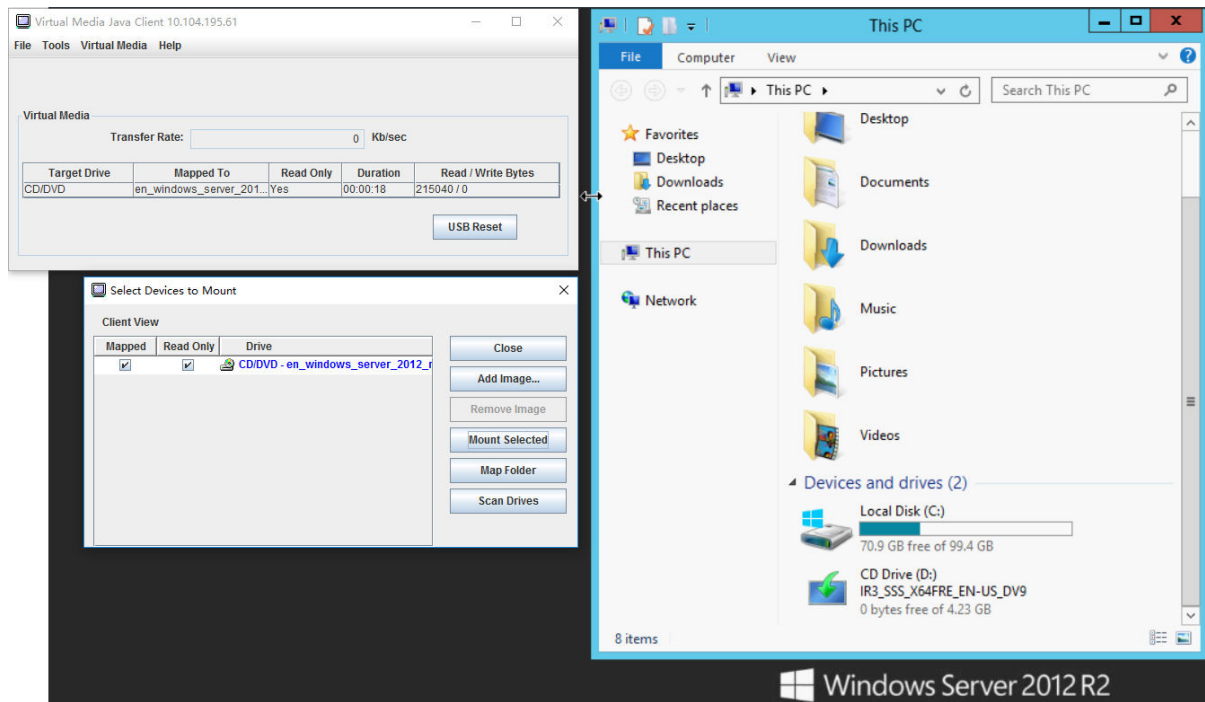 Virtual Media Java Client 10.104.195.61
File Tools Virtual Media Help
Virtual Media
Transfer Rate: 0 Kb/sec
Target Drive Mapped To Read Only Duration Read / Write Bytes
CD/DVD en_windows_server_201... Yes 00:00:18 215040 / 0
USB Reset
Select Devices to Mount
Client View
Mapped Read Only Drive
CD/DVD - en_windows_server_2012_r
Close
Add Image...
Remove Image
Mount Selected
Map Folder
Scan Drives
This PC
File Computer View
This PC
Search This PC
Favorites
Desktop
Downloads
Recent places
This PC
Network
Desktop
Documents
Downloads
Music
Pictures
Videos
Devices and drives (2)
Local Disk (C:)
70.9 GB free of 99.4 GB
CD Drive (D:)
IR3_SSS_X64FRE_EN-US_DV9
0 bytes free of 4.23 GB
8 items
Windows Server 2012 R2